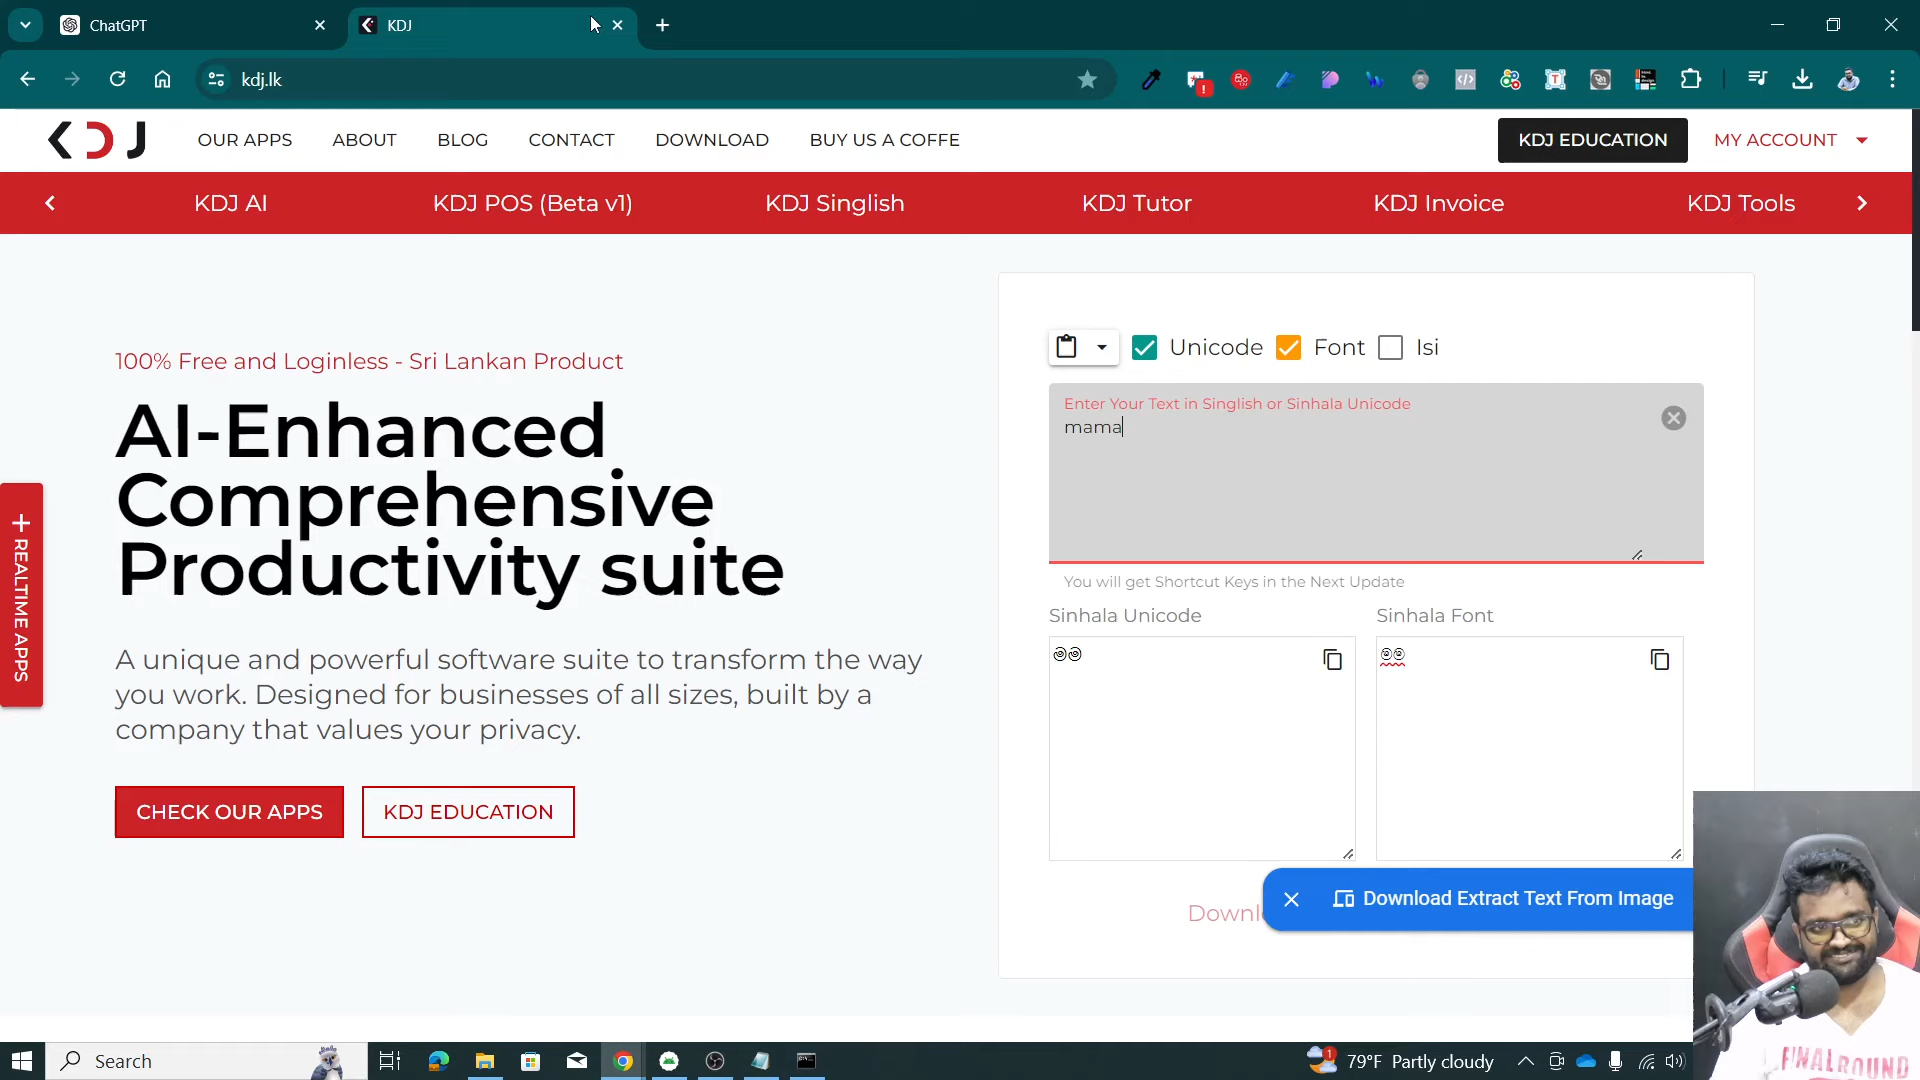 ChatGPT
KDJ
kdj.lk
KDJ
OUR APPS
ABOUT
BLOG
CONTACT
DOWNLOAD
BUY US A COFFE
KDJ EDUCATION
MY ACCOUNT
KDJ AI
KDJ POS (Beta v1)
KDJ Singlish
KDJ Tutor
KDJ Invoice
KDJ Tools
100% Free and Loginless - Sri Lankan Product
AI-Enhanced
Comprehensive
Productivity suite
A unique and powerful software suite to transform the way
you work. Designed for businesses of all sizes, built by a
company that values your privacy.
CHECK OUR APPS
KDJ EDUCATION
+ REALTIME APPS
Unicode
Font
Isi
Enter Your Text in Singlish or Sinhala Unicode
mama
You will get Shortcut Keys in the Next Update
Sinhala Unicode
Sinhala Font
මම
මම
Downl
Download Extract Text From Image
FINALROUND
Search
1
79°F Partly cloudy